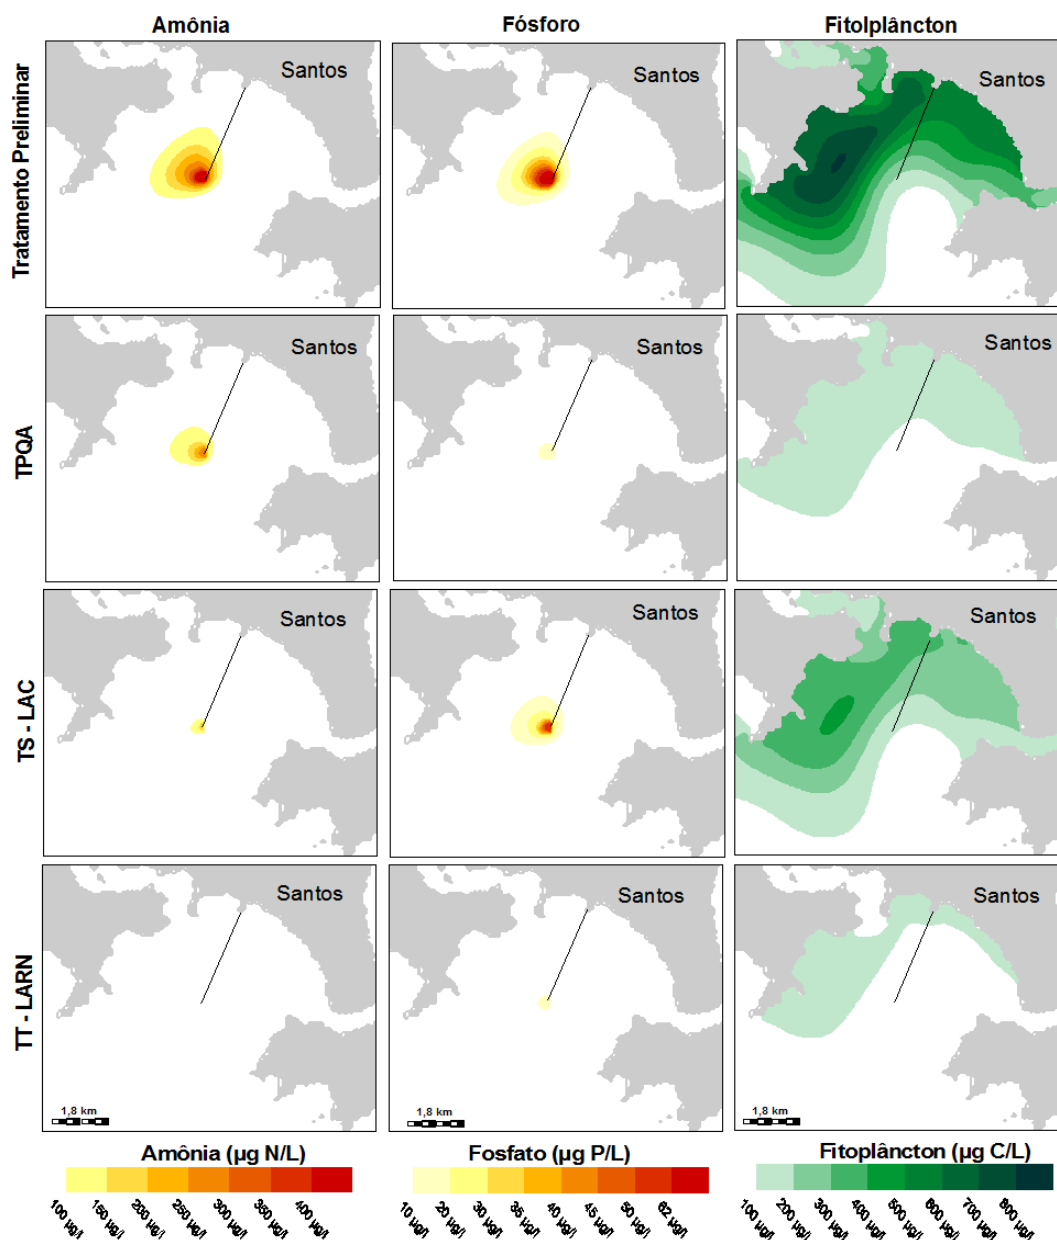 Amônia Fósforo Fitolplâncton
Tratamento Preliminar
Santos
Santos
TPQA
Santos
Santos
Santos
TS - LAC
Santos
Santos
Santos
TT - LARN
Santos
Santos
Santos
1,8 km 1,8 km 1,8 km
Amônia (µg N/L) Fosfato (µg P/L) Fitoplâncton (µg C/L)
100 µg/l 150 µg/l 200 µg/l 250 µg/l 300 µg/l 350 µg/l 400 µg/l
10 µg/l 20 µg/l 30 µg/l 35 µg/l 40 µg/l 45 µg/l 50 µg/l 62 µg/l
100 µg/l 200 µg/l 300 µg/l 400 µg/l 500 µg/l 600 µg/l 700 µg/l 800 µg/l